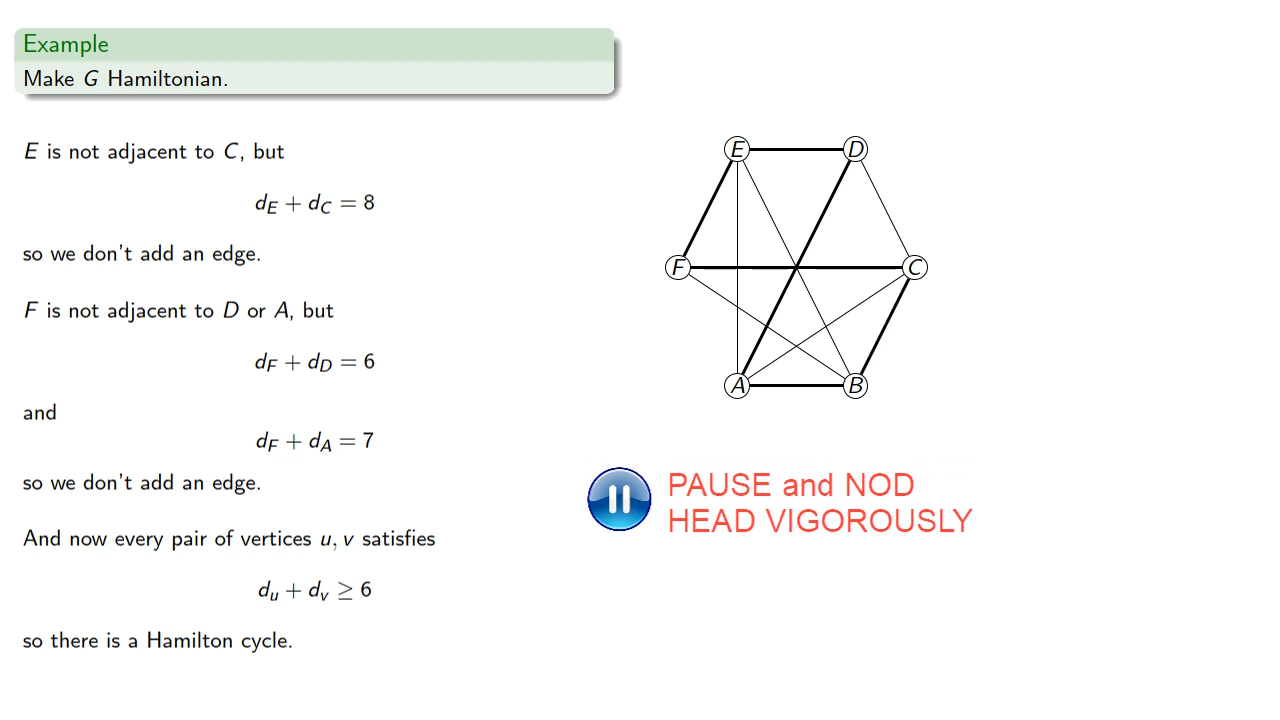 Example
Make G Hamiltonian.
E is not adjacent to C, but
d_E + d_C = 8
so we don't add an edge.
F is not adjacent to D or A, but
d_F + d_D = 6
and
d_F + d_A = 7
so we don't add an edge.
And now every pair of vertices u, v satisfies
d_u + d_v ≥ 6
so there is a Hamilton cycle.
E D
F C
A B
PAUSE and NOD
HEAD VIGOROUSLY